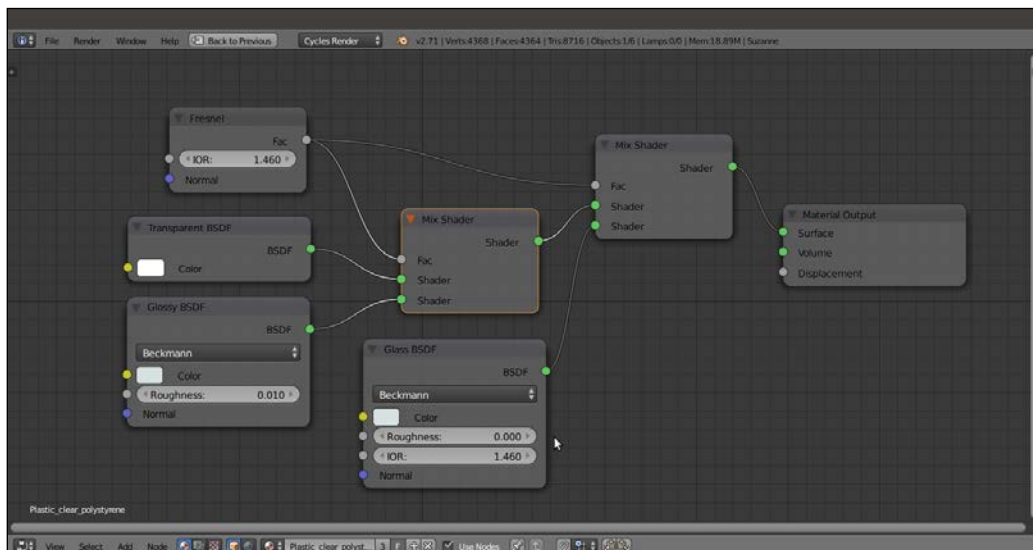 File Render Window Help Back to Previous Cycles Render v2.71 | Verts:4368 | Faces:4364 | Tris:8716 | Objects:1/6 | Lamps:0/0 | Mem:18.89M | Suzanne
Fresnel
Fac
IOR: 1.460
Normal
Mix Shader
Shader
Fac
Shader
Shader
Transparent BSDF
BSDF
Color
Mix Shader
Shader
Fac
Shader
Shader
Material Output
Surface
Volume
Displacement
Glossy BSDF
BSDF
Beckmann
Color
Roughness: 0.010
Normal
Glass BSDF
BSDF
Beckmann
Color
Roughness: 0.000
IOR: 1.460
Normal
Plastic_clear_polystyrene
View Select Add Node Plastic_clear_polyst... 3 F Use Nodes